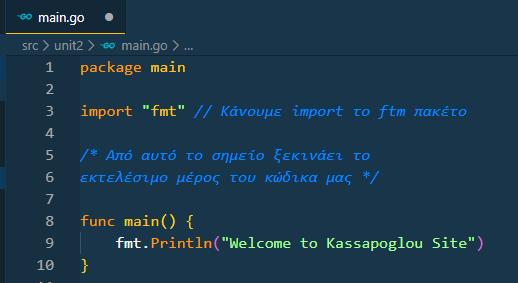 main.go
src > unit2 > main.go > ...
1 package main
2
3 import "fmt" // Κάνουμε import το ftm πακέτο
4
5 /* Από αυτό το σημείο ξεκινάει το
6 εκτελέσιμο μέρος του κώδικα μας */
7
8 func main() {
9 fmt.Println("Welcome to Kassapoglou Site")
10 }